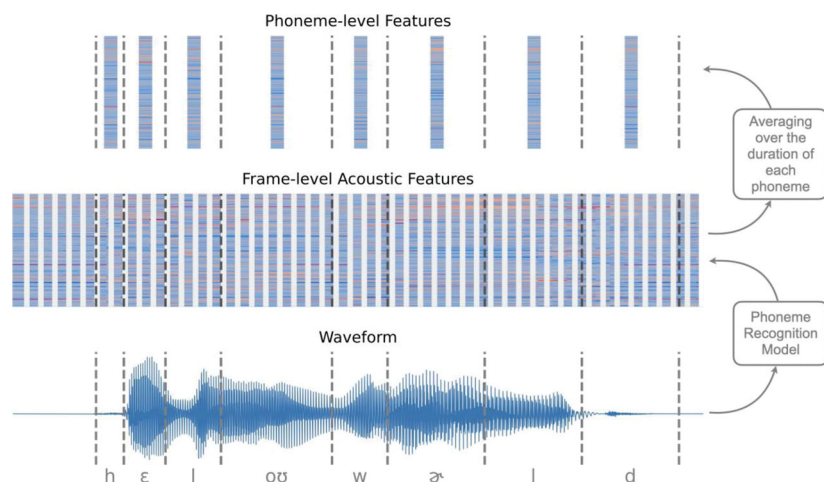 Phoneme-level Features
Averaging
over the
duration of
each
phoneme
Frame-level Acoustic Features
Phoneme
Recognition
Model
Waveform
h ɛ l oʊ w ɚ l d